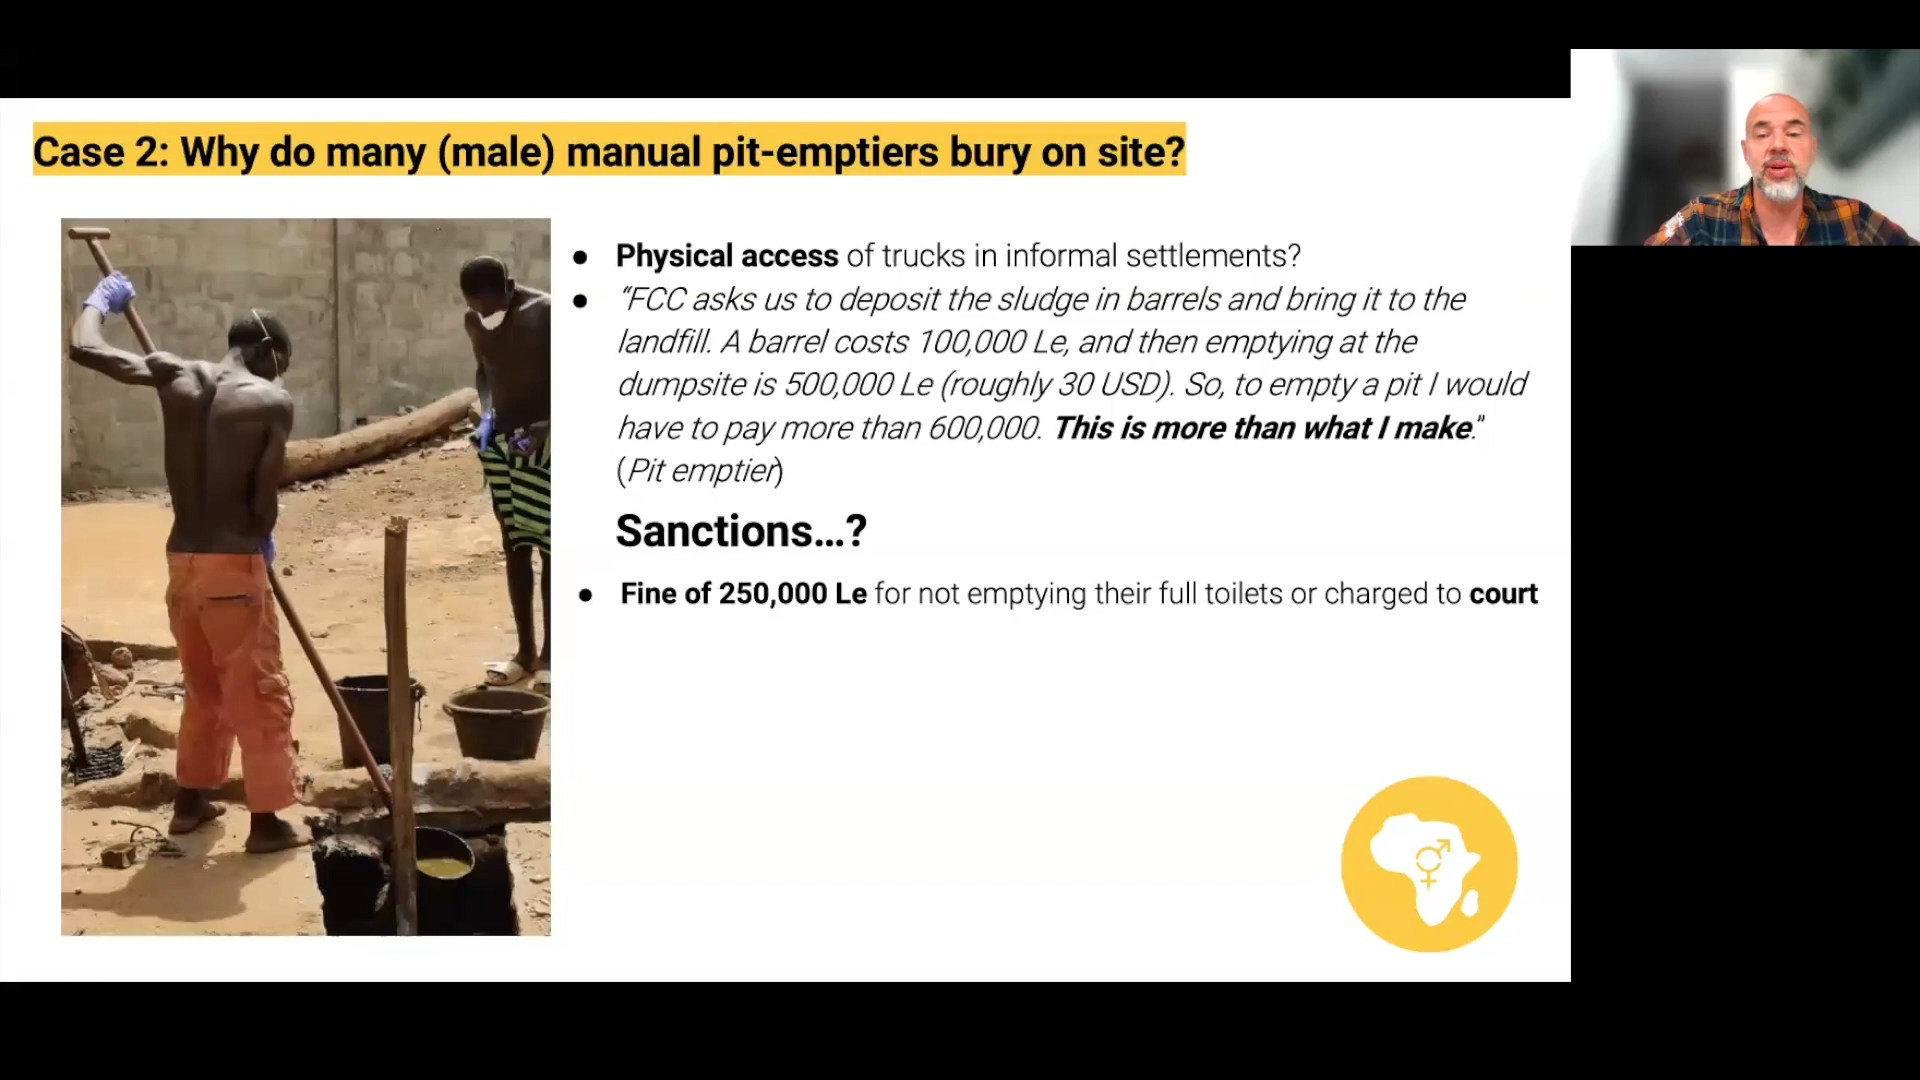 Case 2: Why do many (male) manual pit-emptiers bury on site?
● Physical access of trucks in informal settlements?
● “FCC asks us to deposit the sludge in barrels and bring it to the
landfill. A barrel costs 100,000 Le, and then emptying at the
dumpsite is 500,000 Le (roughly 30 USD). So, to empty a pit I would
have to pay more than 600,000. This is more than what I make.”
(Pit emptier)
Sanctions...?
● Fine of 250,000 Le for not emptying their full toilets or charged to court